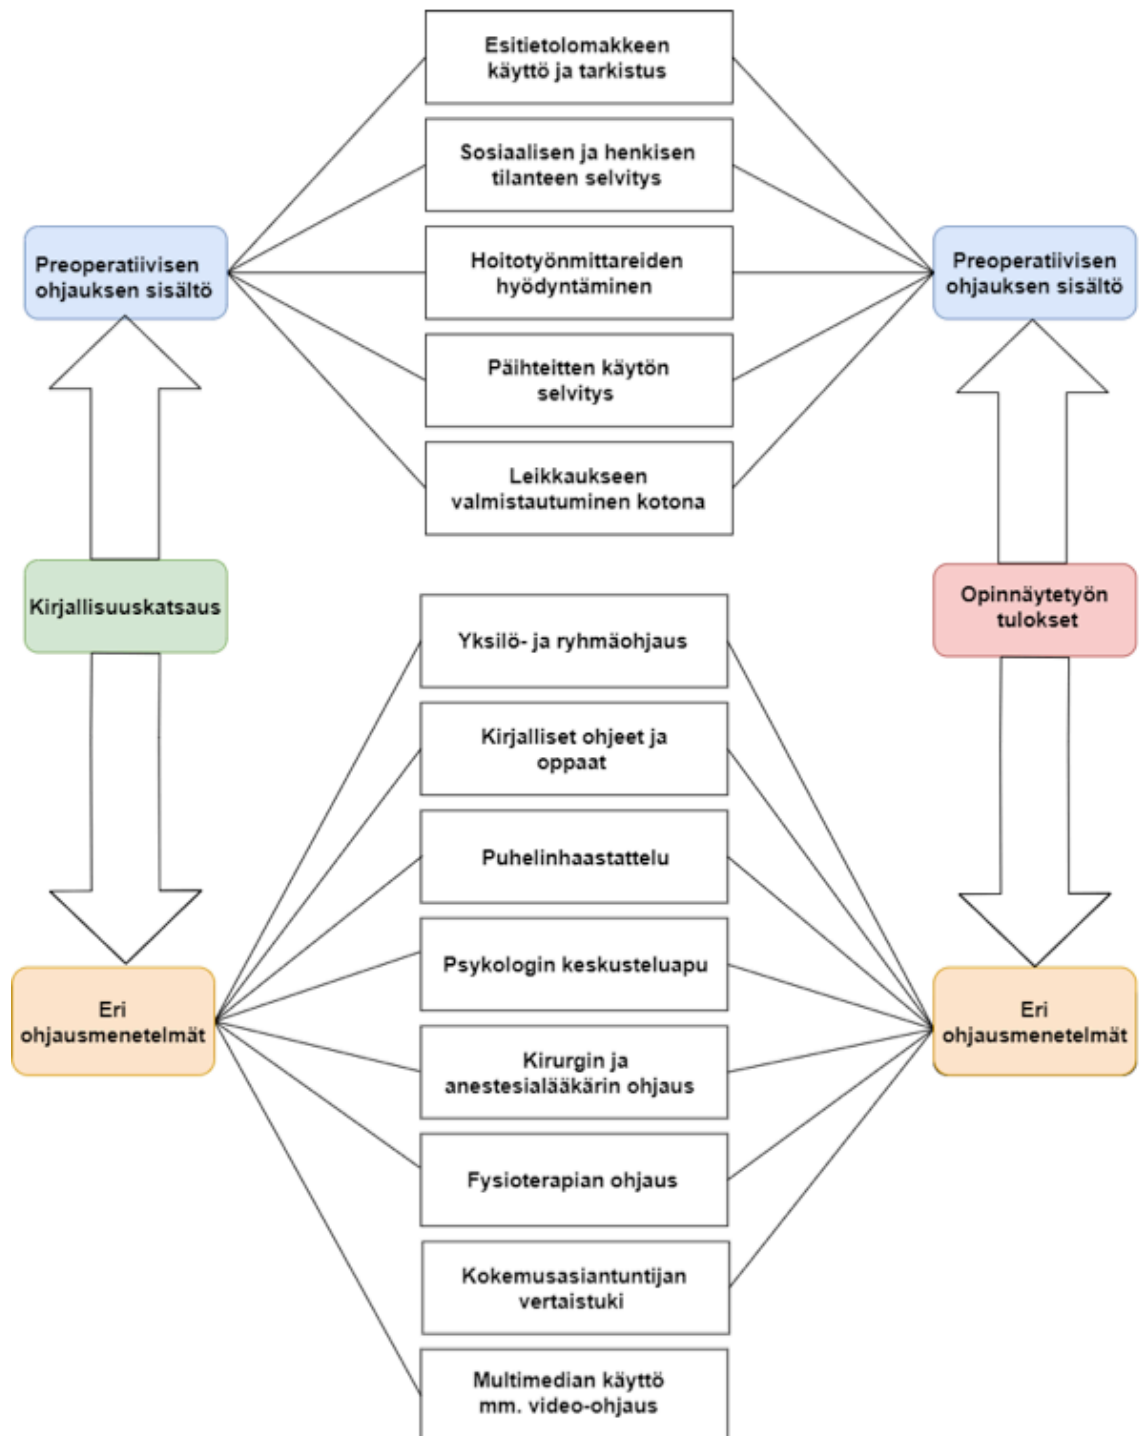 Esitietolomakkeen
käyttö ja tarkistus
Sosiaalisen ja henkisen
tilanteen selvitys
Preoperatiivisen
ohjauksen sisältö
Hoitotyönmittareiden
hyödyntäminen
Preoperatiivisen
ohjauksen sisältö
Päihteitten käytön
selvitys
Leikkaukseen
valmistautuminen kotona
Kirjallisuuskatsaus
Opinnäytetyön
tulokset
Yksilö- ja ryhmäohjaus
Kirjalliset ohjeet ja
oppaat
Puhelinhaastattelu
Psykologin keskusteluapu
Eri
ohjausmenetelmät
Eri
ohjausmenetelmät
Kirurgin ja
anestesialääkärin ohjaus
Fysioterapian ohjaus
Kokemusasiantuntijan
vertaistuki
Multimedian käyttö
mm. video-ohjaus